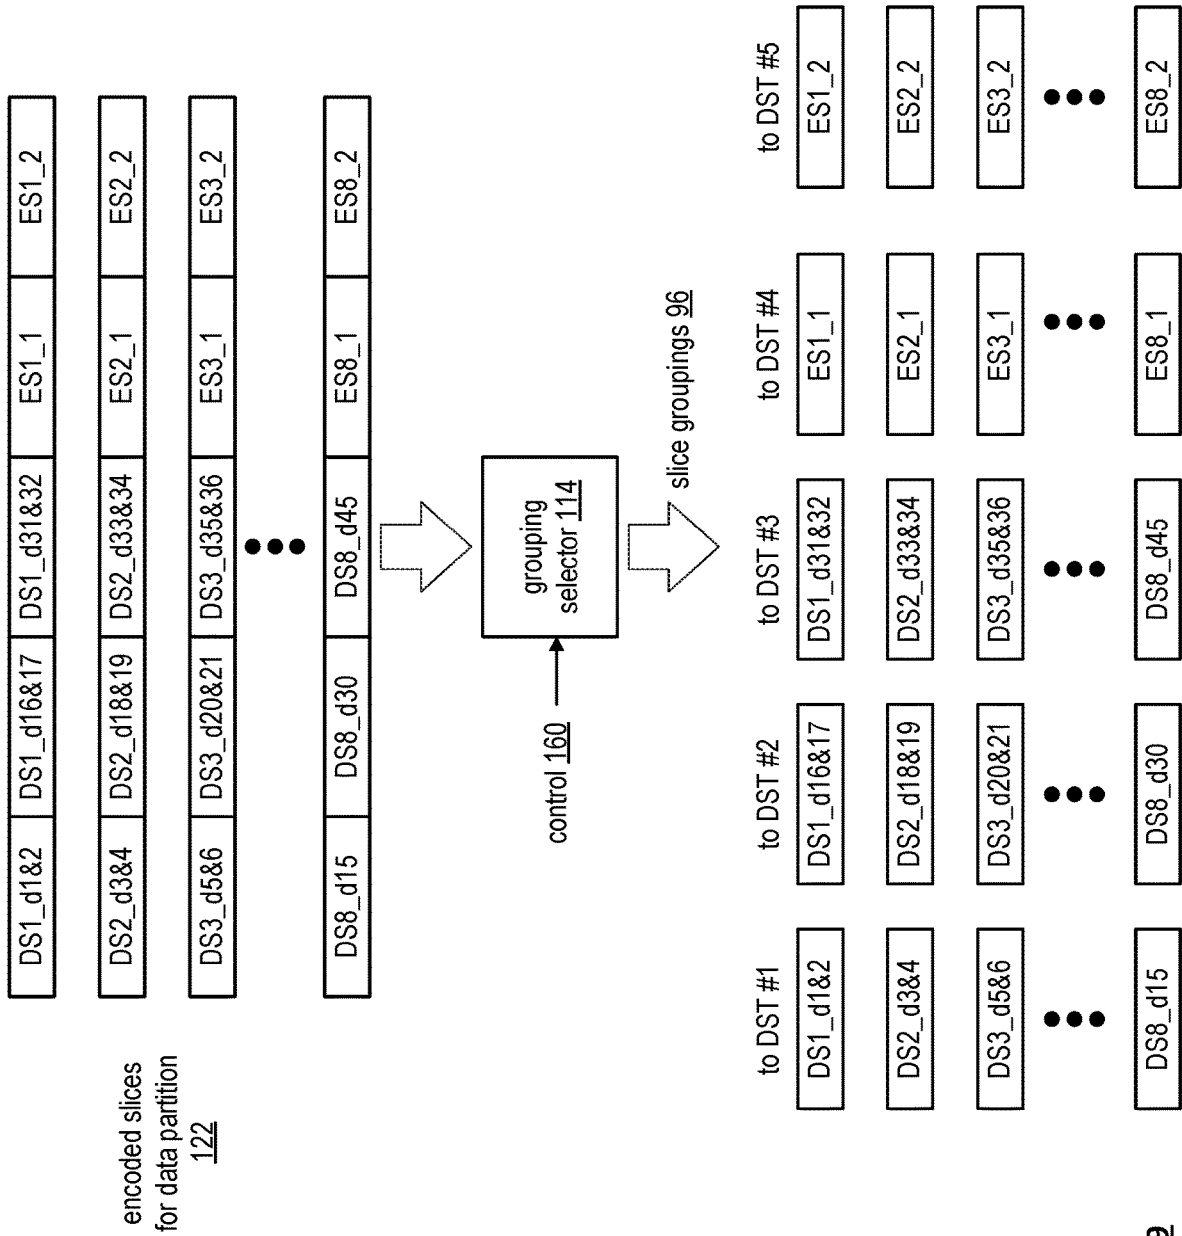 encoded slices
for data partition
122
DS1_d1&2 DS1_d16&17 DS1_d31&32 ES1_1 ES1_2
DS2_d3&4 DS2_d18&19 DS2_d33&34 ES2_1 ES2_2
DS3_d5&6 DS3_d20&21 DS3_d35&36 ES3_1 ES3_2
DS8_d15 DS8_d30 DS8_d45 ES8_1 ES8_2
control 160
grouping
selector 114
slice groupings 96
to DST #1 to DST #2 to DST #3 to DST #4 to DST #5
DS1_d1&2 DS1_d16&17 DS1_d31&32 ES1_1 ES1_2
DS2_d3&4 DS2_d18&19 DS2_d33&34 ES2_1 ES2_2
DS3_d5&6 DS3_d20&21 DS3_d35&36 ES3_1 ES3_2
DS8_d15 DS8_d30 DS8_d45 ES8_1 ES8_2
9